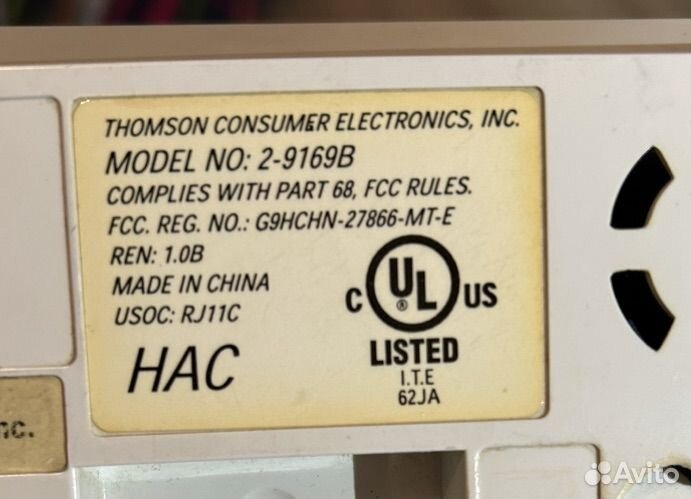 THOMSON CONSUMER ELECTRONICS, INC.
MODEL NO: 2-9169B
COMPLIES WITH PART 68, FCC RULES.
FCC. REG. NO.: G9HCHN-27866-MT-E
REN: 1.0B
MADE IN CHINA
USOC: RJ11C
HAC
C UL ® US
LISTED
I.T.E
62JA
nc.
Avito